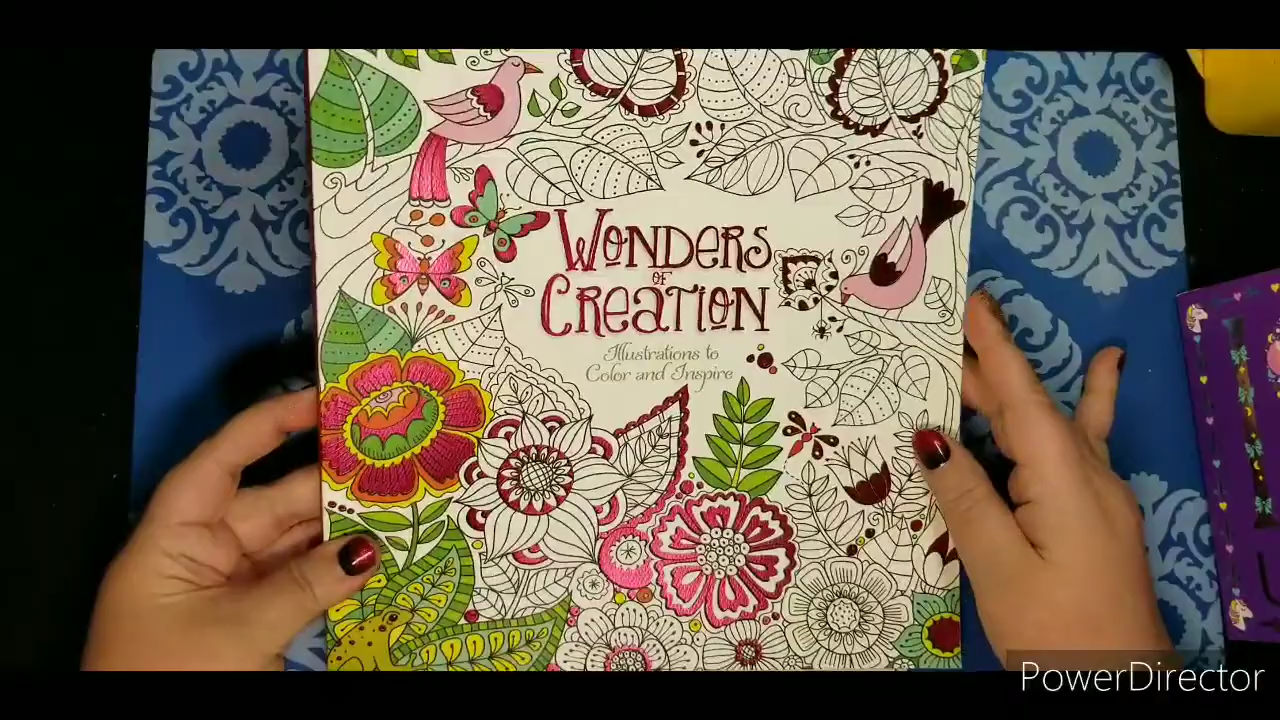 Wonders
of
Creation
Illustrations to
Color and Inspire
PowerDirector